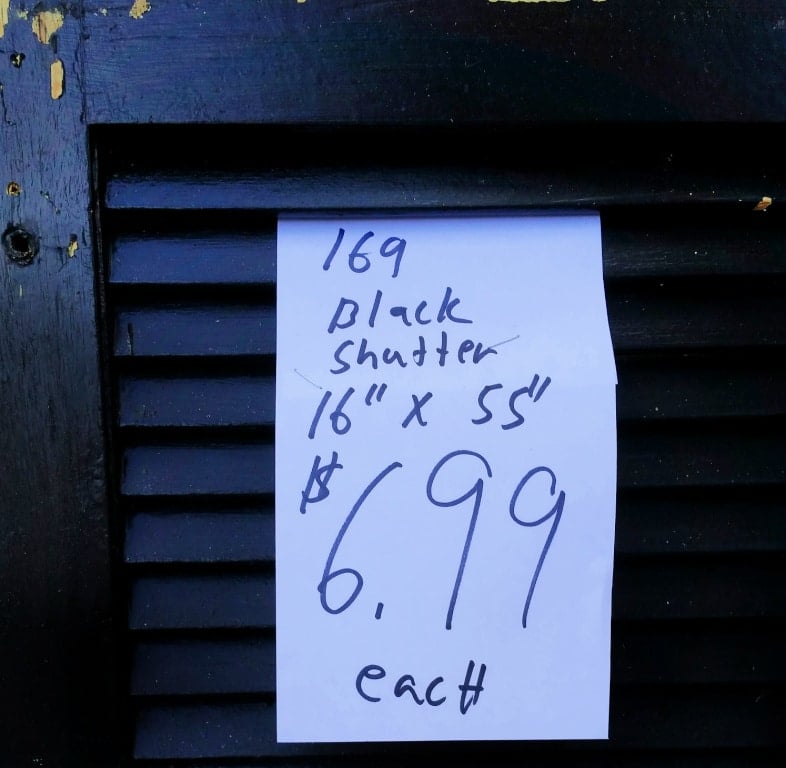 169
Black
Shutter
16" X 55"
$6.99
each